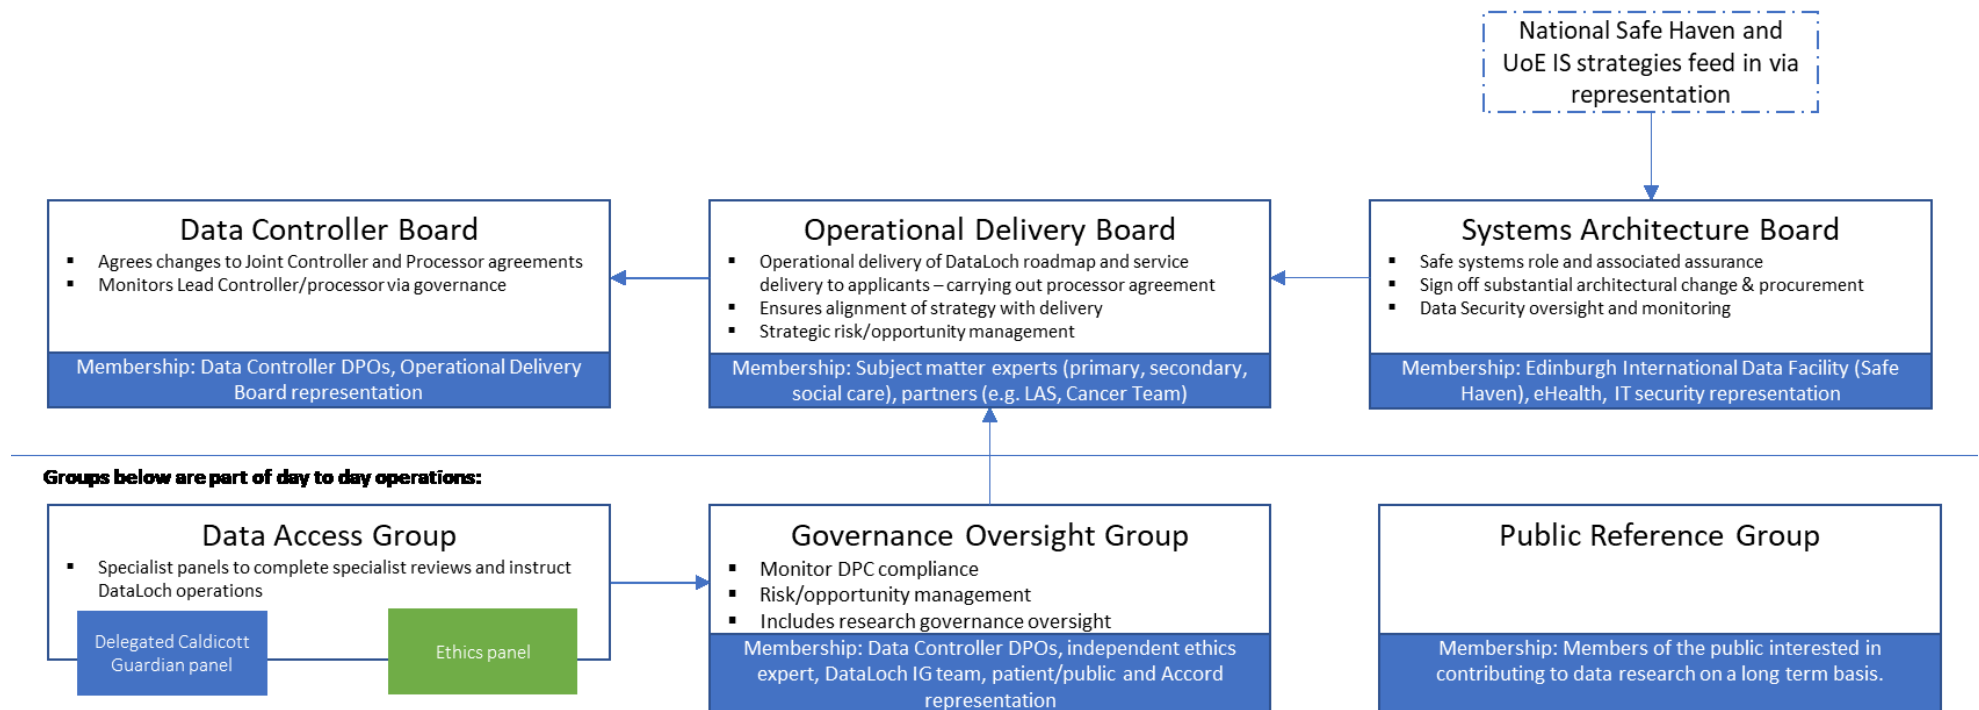 National Safe Haven and
UoE IS strategies feed in via
representation
Data Controller Board
▪ Agrees changes to Joint Controller and Processor agreements
▪ Monitors Lead Controller/processor via governance
Membership: Data Controller DPOs, Operational Delivery
Board representation
Operational Delivery Board
▪ Operational delivery of DataLoch roadmap and service
delivery to applicants – carrying out processor agreement
▪ Ensures alignment of strategy with delivery
▪ Strategic risk/opportunity management
Membership: Subject matter experts (primary, secondary,
social care), partners (e.g. LAS, Cancer Team)
Systems Architecture Board
▪ Safe systems role and associated assurance
▪ Sign off substantial architectural change & procurement
▪ Data Security oversight and monitoring
Membership: Edinburgh International Data Facility (Safe
Haven), eHealth, IT security representation
Groups below are part of day to day operations:
Data Access Group
▪ Specialist panels to complete specialist reviews and instruct
DataLoch operations
Delegated Caldicott
Guardian panel
Ethics panel
Governance Oversight Group
▪ Monitor DPC compliance
▪ Risk/opportunity management
▪ Includes research governance oversight
Membership: Data Controller DPOs, independent ethics
expert, DataLoch IG team, patient/public and Accord
representation
Public Reference Group
Membership: Members of the public interested in
contributing to data research on a long term basis.